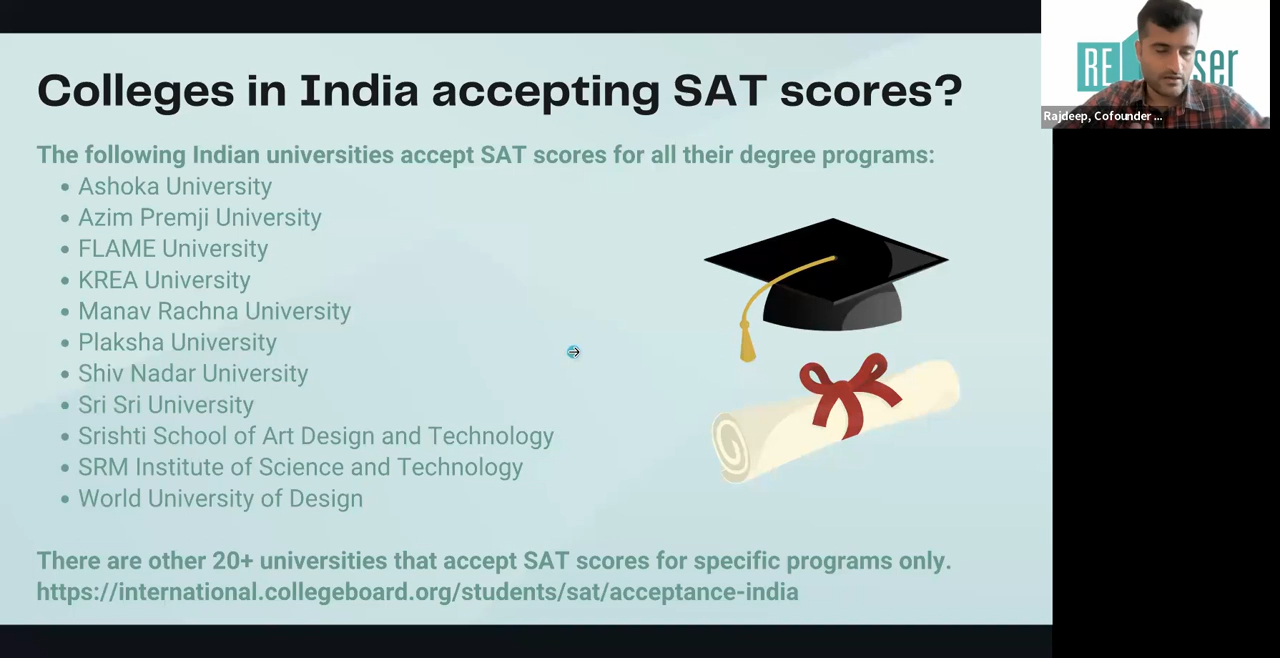 Colleges in India accepting SAT scores?
The following Indian universities accept SAT scores for all their degree programs:
• Ashoka University
• Azim Premji University
• FLAME University
• KREA University
• Manav Rachna University
• Plaksha University
• Shiv Nadar University
• Sri Sri University
• Srishti School of Art Design and Technology
• SRM Institute of Science and Technology
• World University of Design
There are other 20+ universities that accept SAT scores for specific programs only.
https://international.collegeboard.org/students/sat/acceptance-india
RE ser
Rajdeep, Cofounder ...